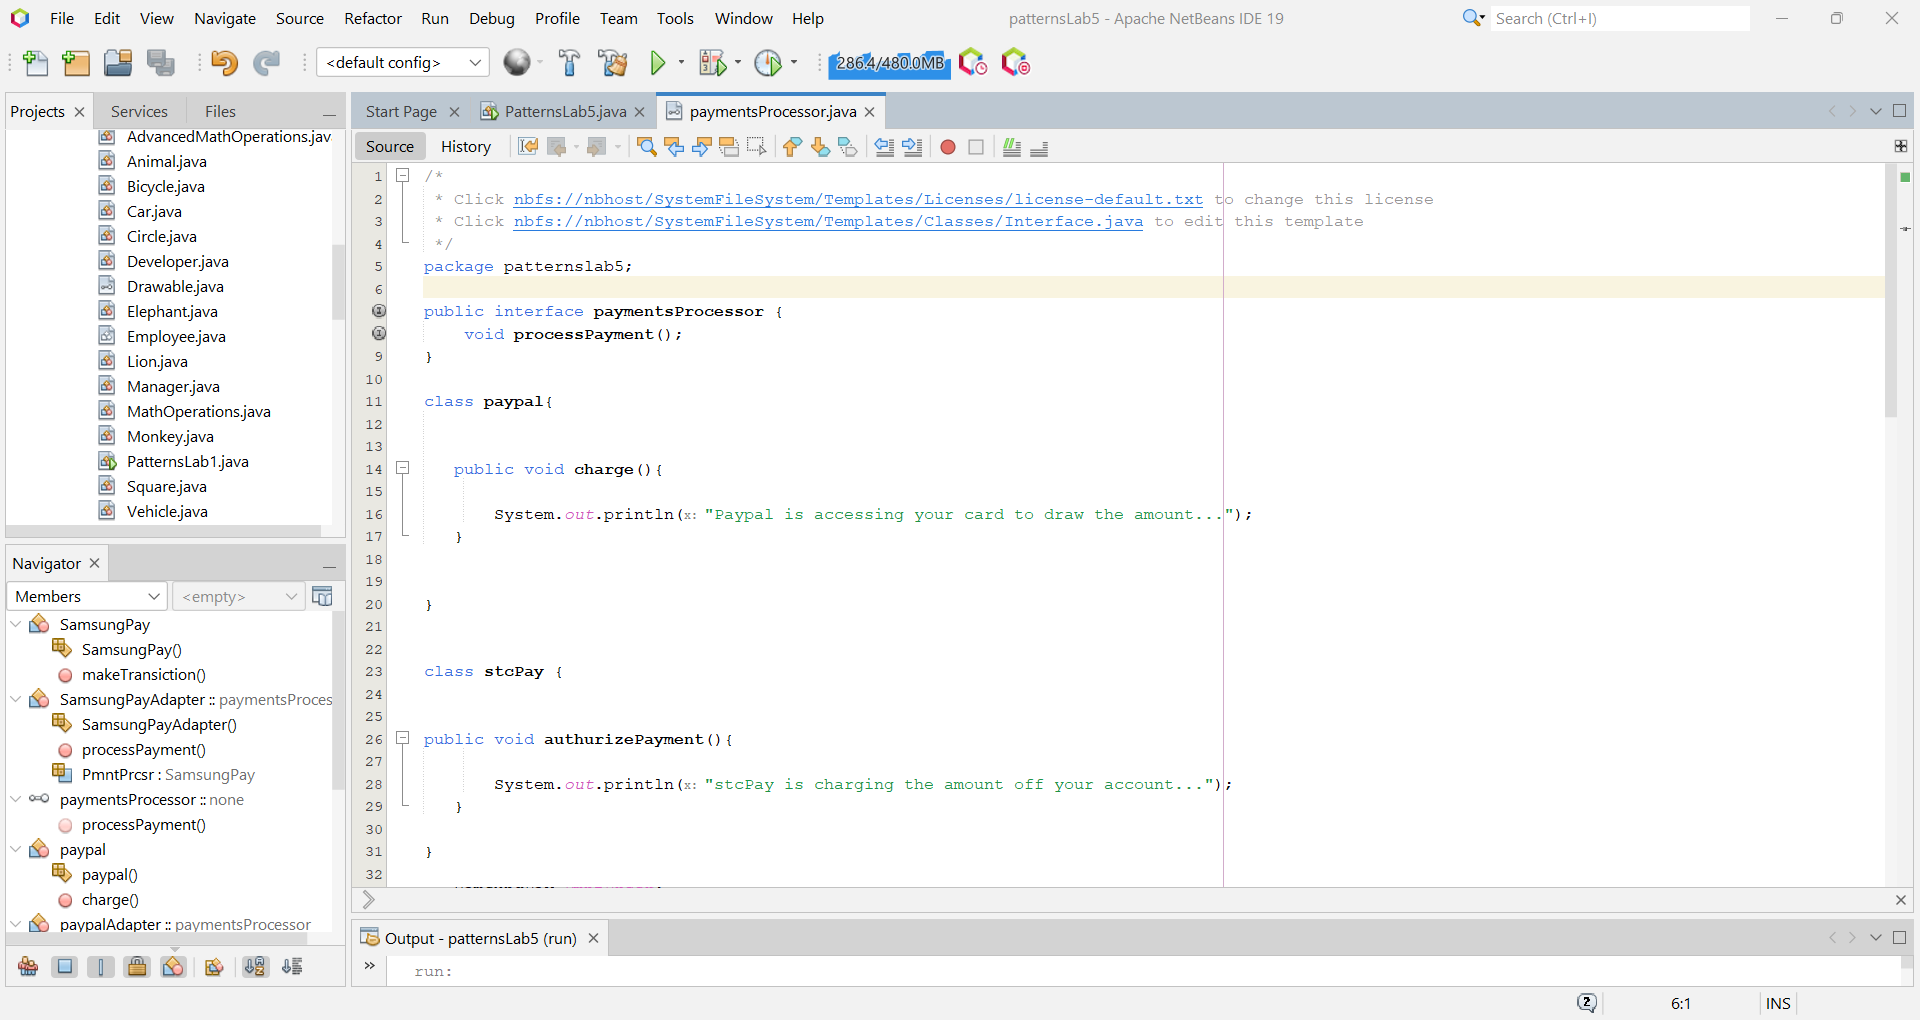 File Edit View Navigate Source Refactor Run Debug Profile Team Tools Window Help
patternsLab5 - Apache NetBeans IDE 19
Search (Ctrl+I)
<default config>
286.4/480.0MB
Projects
Services
Files
AdvancedMathOperations.jav
Animal.java
Bicycle.java
Car.java
Circle.java
Developer.java
Drawable.java
Elephant.java
Employee.java
Lion.java
Manager.java
MathOperations.java
Monkey.java
PatternsLab1.java
Square.java
Vehicle.java
Navigator
Members
<empty>
SamsungPay
SamsungPay()
makeTransiction()
SamsungPayAdapter :: paymentsProces
SamsungPayAdapter()
processPayment()
PmntPrcsr : SamsungPay
paymentsProcessor :: none
processPayment()
paypal
paypal()
charge()
paypalAdapter :: paymentsProcessor
Start Page
PatternsLab5.java
paymentsProcessor.java
Source History
1 /*
2 * Click nbfs://nbhost/SystemFileSystem/Templates/Licenses/license-default.txt to change this license
3 * Click nbfs://nbhost/SystemFileSystem/Templates/Classes/Interface.java to edit this template
4 */
5 package patternslab5;
6
public interface paymentsProcessor {
void processPayment();
9 }
10
11 class paypal{
12
13
14 public void charge(){
15
16 System.out.println(x: "Paypal is accessing your card to draw the amount...");
17 }
18
19
20 }
21
22
23 class stcPay {
24
25
26 public void authurizePayment(){
27
28 System.out.println(x: "stcPay is charging the amount off your account...");
29 }
30
31 }
32
Output - patternsLab5 (run)
run:
2
6:1
INS